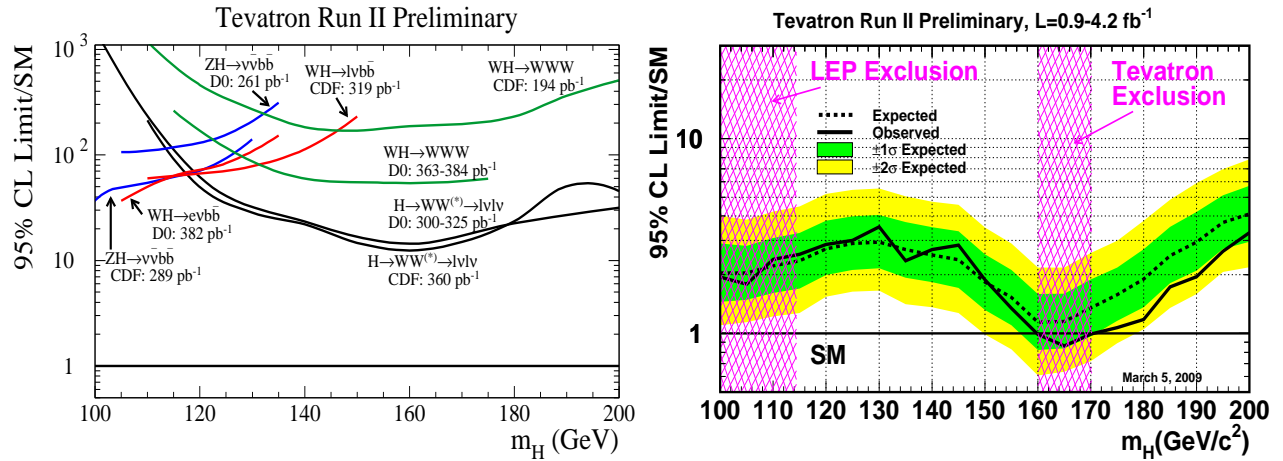 Tevatron Run II Preliminary
95% CL Limit/SM
10 3
10 2
10
1
100
120
140
160
180
200
m_H (GeV)
ZH→νν̄bb̄
D0: 261 pb⁻¹
WH→lνbb̄
CDF: 319 pb⁻¹
WH→WWW
CDF: 194 pb⁻¹
WH→WWW
D0: 363-384 pb⁻¹
H→WW(*)→lνlν
D0: 300-325 pb⁻¹
WH→eνbb̄
D0: 382 pb⁻¹
ZH→νν̄bb̄
CDF: 289 pb⁻¹
H→WW(*)→lνlν
CDF: 360 pb⁻¹
Tevatron Run II Preliminary, L=0.9-4.2 fb⁻¹
95% CL Limit/SM
10
1
LEP Exclusion
Tevatron
Exclusion
Expected
Observed
±1σ Expected
±2σ Expected
SM
March 5, 2009
100 110 120 130 140 150 160 170 180 190 200
m_H(GeV/c²)